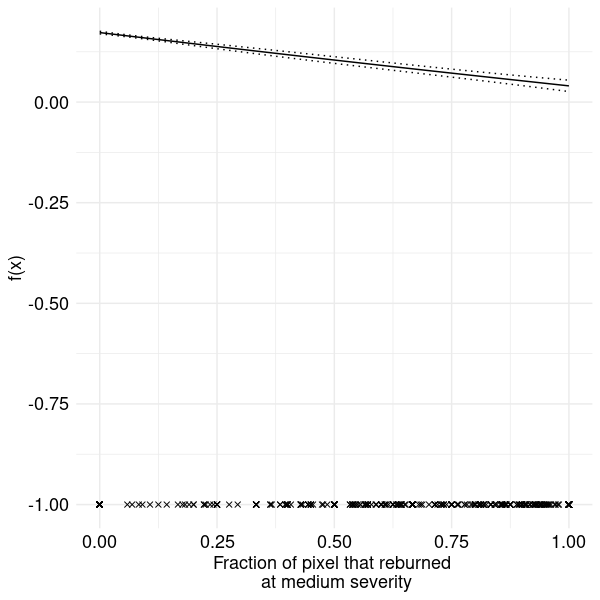 0.00
-0.25
-0.50
-0.75
-1.00
f(x)
0.00 0.25 0.50 0.75 1.00
Fraction of pixel that reburned
at medium severity